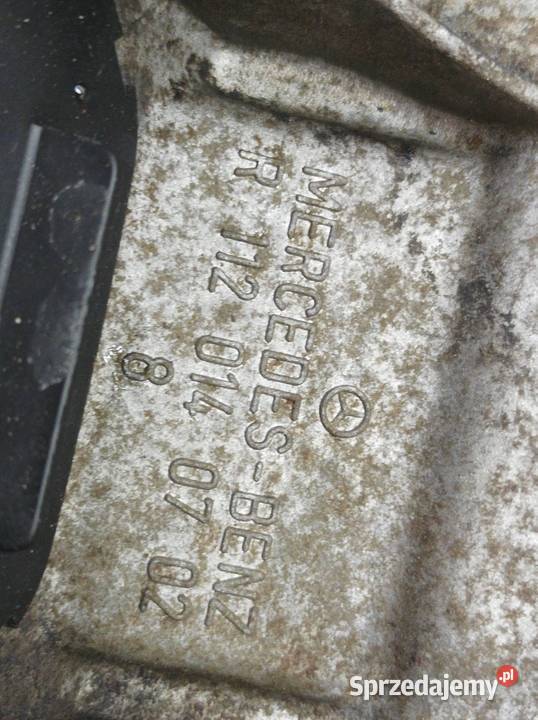 MERCEDES-BENZ
R 112 014 07 02
8
Sprzedajemy.pl